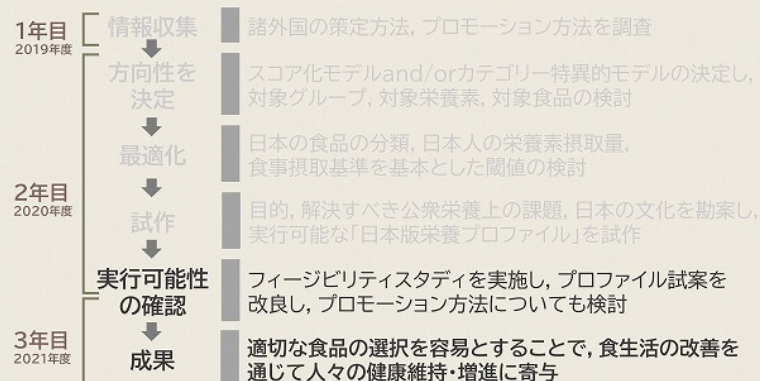 1年目
2019年度
情報収集
諸外国の策定方法, プロモーション方法を調査
方向性を
決定
スコア化モデルand/orカテゴリー特異的モデルの決定し,
対象グループ, 対象栄養素, 対象食品の検討
最適化
日本の食品の分類, 日本人の栄養素摂取量,
食事摂取基準を基本とした閾値の検討
2年目
2020年度
試作
目的, 解決すべき公衆栄養上の課題, 日本の文化を勘案し,
実行可能な「日本版栄養プロファイル」を試作
実行可能性
の確認
フィージビリティスタディを実施し, プロファイル試案を
改良し, プロモーション方法についても検討
3年目
2021年度
成果
適切な食品の選択を容易とすることで, 食生活の改善を
通じて人々の健康維持・増進に寄与